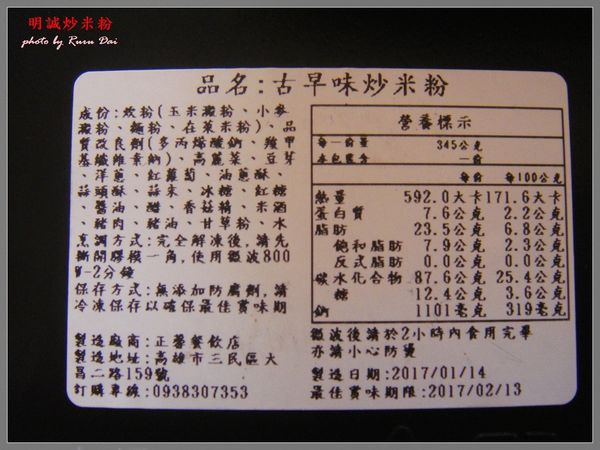 明誠炒米粉
photo by Ruru Dai
品名:古早味炒米粉
成份:炊粉(玉米澱粉、小麥
澱粉、麵粉、在萊米粉)、品
質改良劑(多丙烯酸鈉、羧甲
基纖維素鈉)、高麗菜、豆芽
、洋蔥、紅蘿蔔、油蔥酥、
蒜頭酥、蒜末、冰糖、紅糖
、醬油、醋、香菇精、米酒
、豬肉、豬油、甘草粉、水
烹調方式:完全解凍後,請先
撕開膠模一角,使用微波800
W-2分鐘
保存方式:無添加防腐劑,請
冷凍保存以確保最佳賞味期
製造廠商:正馨餐飲店
製造地址:高雄市三民區大
昌二路159號
訂購專線:0938307353
營養標示
每一份量 345公克
本包裝含 一份
每份 每100公克
熱量 592.0大卡 171.6大卡
蛋白質 7.6公克 2.2公克
脂肪 23.5公克 6.8公克
飽和脂肪 7.9公克 2.3公克
反式脂肪 0.0公克 0.0公克
碳水化合物 87.6公克 25.4公克
糖 12.4公克 3.6公克
鈉 1101毫克 319毫克
微波後請於2小時內食用完畢
亦請小心防燙
製造日期:2017/01/14
最佳賞味期限:2017/02/13